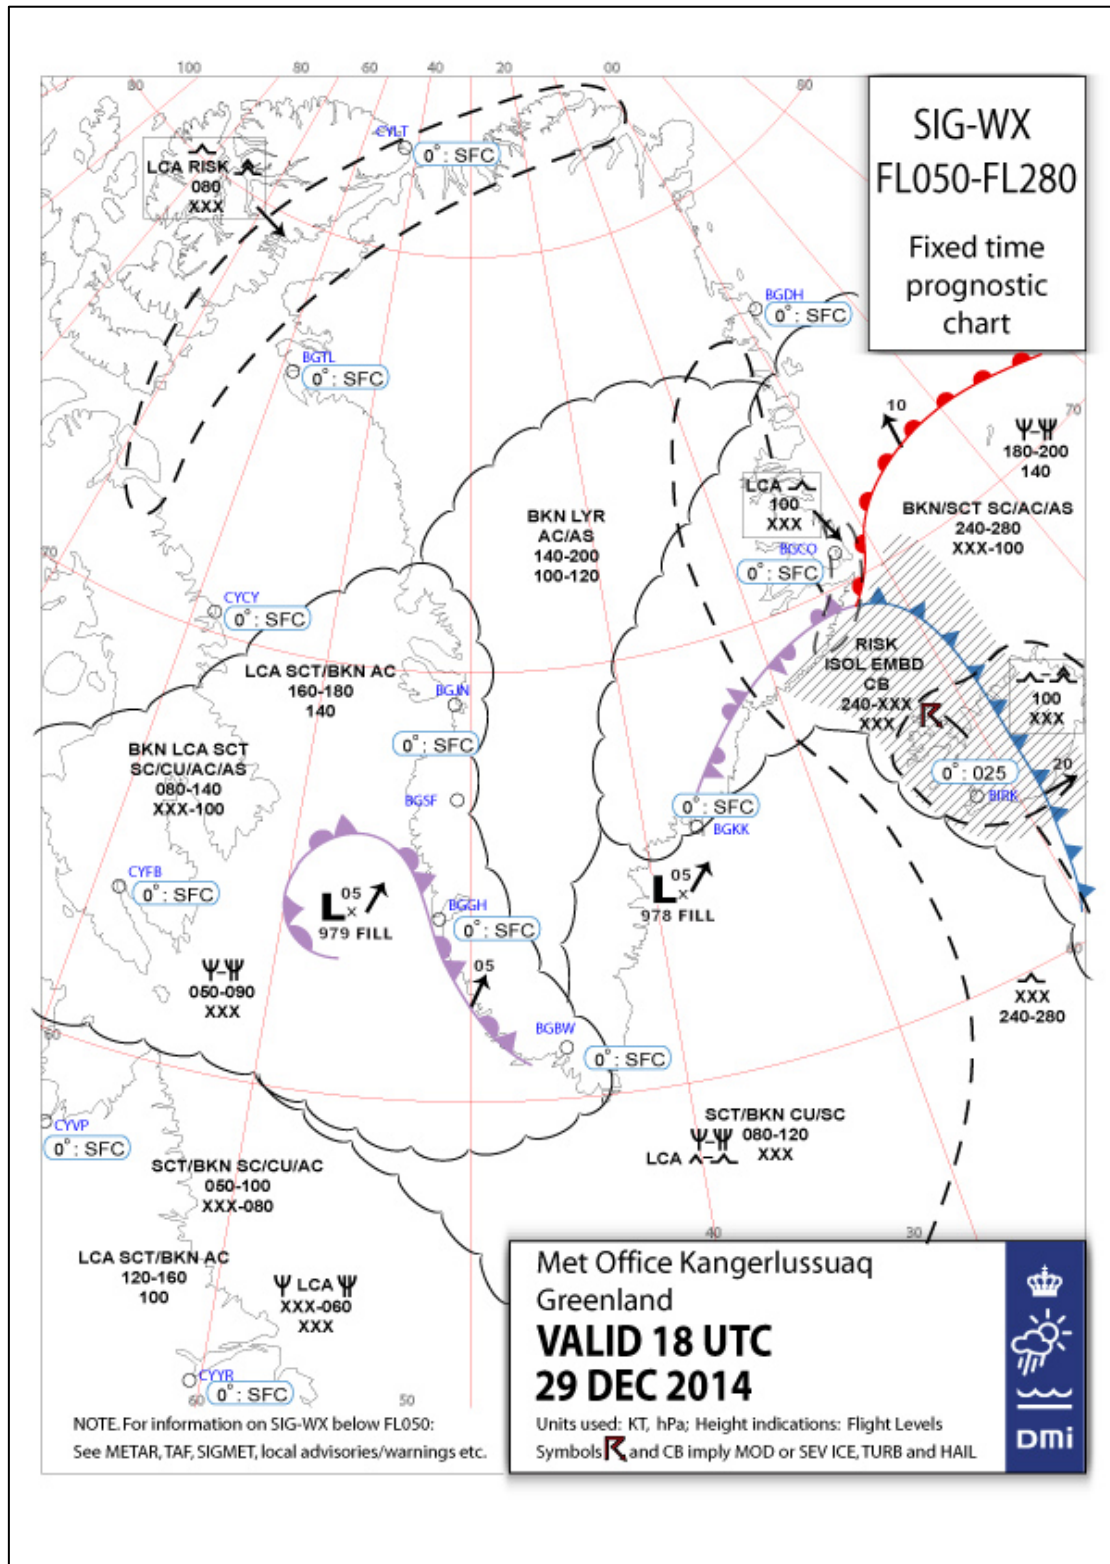 SIG-WX
FL050-FL280
Fixed time
prognostic
chart
100
80
60
40
20
00
80
80
CYLT
0°: SFC
LCA RISK
080
XXX
BGDH
0°: SFC
BGTL
0°: SFC
10
70
180-200
140
LCA
100
XXX
BKN/SCT SC/AC/AS
240-280
XXX-100
BKN LYR
AC/AS
140-200
100-120
BGCO
0°: SFC
70
CYCY
0°: SFC
RISK
ISOL EMBD
CB
240-XXX
XXX
LCA SCT/BKN AC
160-180
140
BGJN
0°: SFC
100
XXX
BKN LCA SCT
SC/CU/AC/AS
080-140
XXX-100
20
0°: 025
BIRK
BGSF
0°: SFC
BGKK
CYFB
0°: SFC
L 05
×
979 FILL
L 05
×
978 FILL
BGGH
0°: SFC
60
050-090
XXX
05
XXX
240-280
60
BGBW
0°: SFC
CYVP
0°: SFC
SCT/BKN CU/SC
080-120
XXX
LCA
SCT/BKN SC/CU/AC
050-100
XXX-080
40
30
LCA SCT/BKN AC
120-160
100
LCA
XXX-060
XXX
CYYR
0°: SFC
60
50
Met Office Kangerlussuaq
Greenland
VALID 18 UTC
29 DEC 2014
Units used: KT, hPa; Height indications: Flight Levels
Symbols and CB imply MOD or SEV ICE, TURB and HAIL
DMi
NOTE. For information on SIG-WX below FL050:
See METAR, TAF, SIGMET, local advisories/warnings etc.